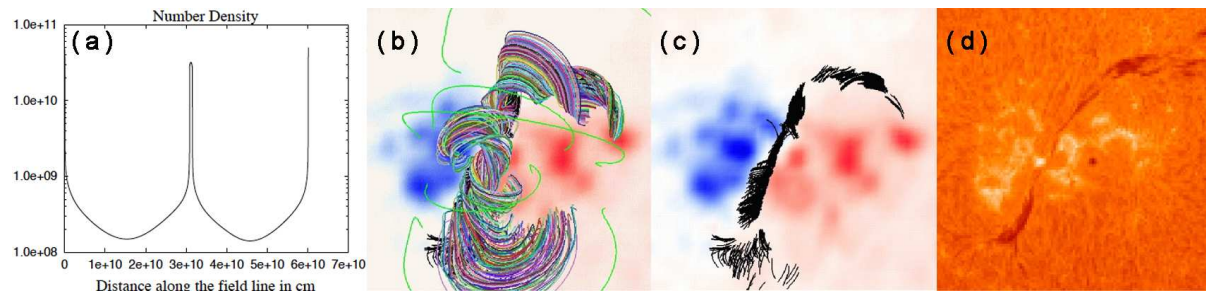 Number Density
1.0e+11
1.0e+10
1.0e+09
1.0e+08
0 1e+10 2e+10 3e+10 4e+10 5e+10 6e+10 7e+10
Distance along the field line in cm
(a)
(b)
(c)
(d)